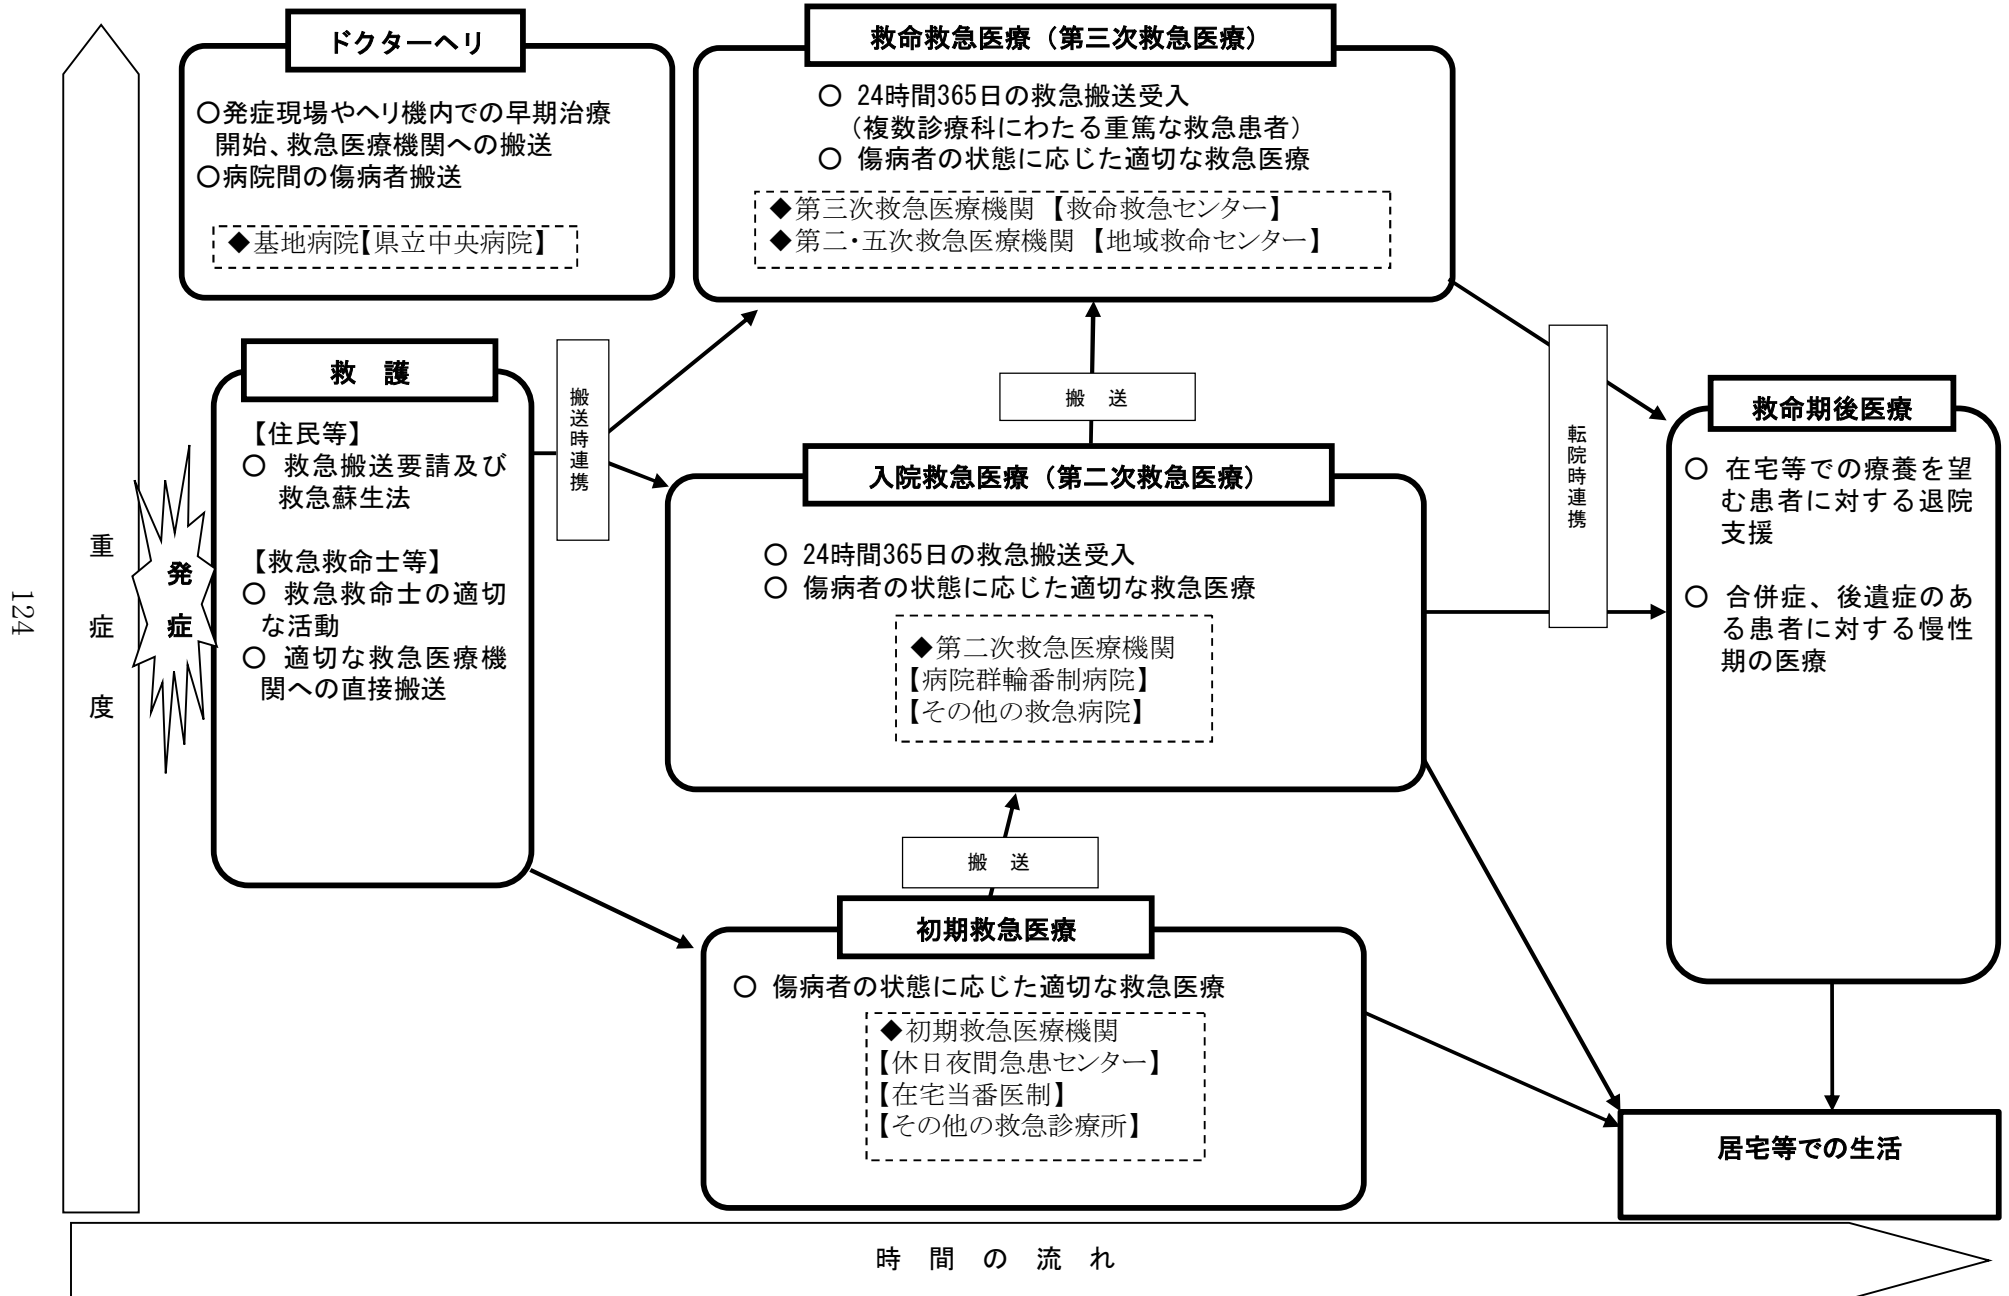 ドクターヘリ
○発症現場やヘリ機内での早期治療
開始、救急医療機関への搬送
○病院間の傷病者搬送
◆基地病院【県立中央病院】
救命救急医療（第三次救急医療）
○ 24時間365日の救急搬送受入
（複数診療科にわたる重篤な救急患者）
○ 傷病者の状態に応じた適切な救急医療
◆第三次救急医療機関 【救命救急センター】
◆第二・五次救急医療機関 【地域救命センター】
重症度
発症
救 護
【住民等】
○ 救急搬送要請及び
救急蘇生法
【救急救命士等】
○ 救急救命士の適切
な活動
○ 適切な救急医療機
関への直接搬送
搬送時連携
搬 送
入院救急医療（第二次救急医療）
○ 24時間365日の救急搬送受入
○ 傷病者の状態に応じた適切な救急医療
◆第二次救急医療機関
【病院群輪番制病院】
【その他の救急病院】
搬 送
初期救急医療
○ 傷病者の状態に応じた適切な救急医療
◆初期救急医療機関
【休日夜間急患センター】
【在宅当番医制】
【その他の救急診療所】
転院時連携
救命期後医療
○ 在宅等での療養を望
む患者に対する退院
支援
○ 合併症、後遺症のあ
る患者に対する慢性
期の医療
居宅等での生活
時 間 の 流 れ
124